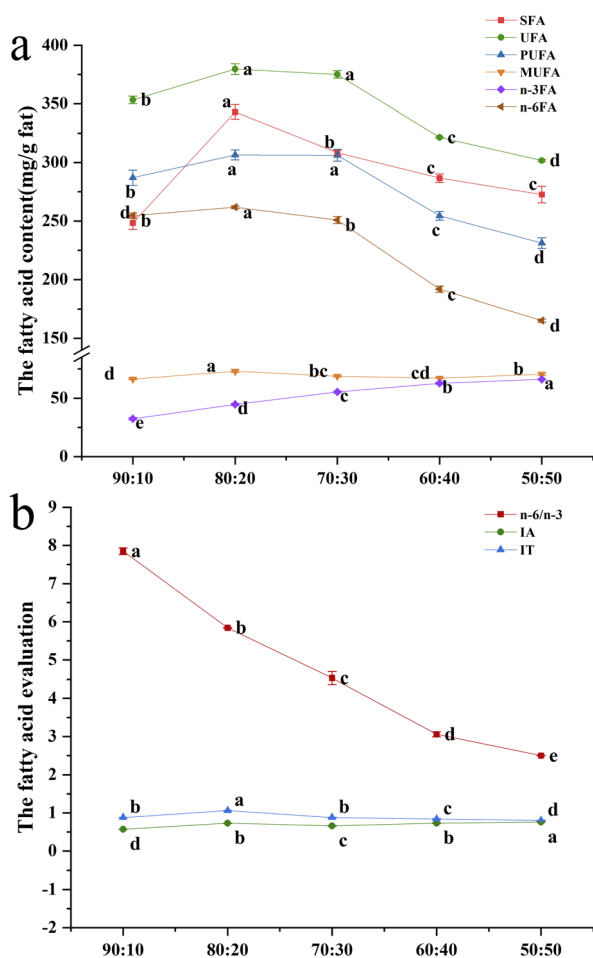 a
SFA
UFA
PUFA
MUFA
n-3FA
n-6FA
The fatty acid content(mg/g fat)
400
350
300
250
200
150
50
0
b a a c d
a b c c
d
b a a c d
b a b c d
d a bc cd b
e d c b a
90:10 80:20 70:30 60:40 50:50
b
n-6/n-3
IA
IT
The fatty acid evaluation
9
8
7
6
5
4
3
2
1
0
-1
-2
a
b
c
d
e
b a b c d
d b c b a
90:10 80:20 70:30 60:40 50:50